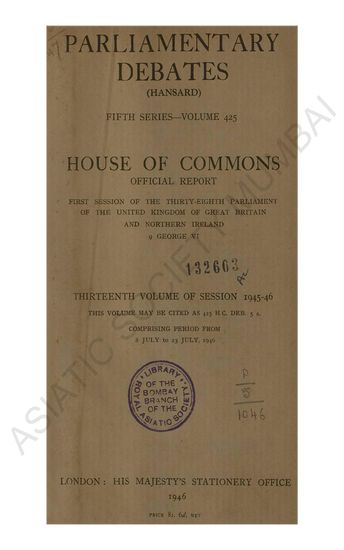 PARLIAMENTARY
DEBATES
(HANSARD)
FIFTH SERIES—VOLUME 425
HOUSE OF COMMONS
OFFICIAL REPORT
FIRST SESSION OF THE THIRTY-EIGHTH PARLIAMENT
OF THE UNITED KINGDOM OF GREAT BRITAIN
AND NORTHERN IRELAND
9 GEORGE VI
132603
THIRTEENTH VOLUME OF SESSION 1945-46
THIS VOLUME MAY BE CITED AS 425 H.C. DEB. 5 s.
COMPRISING PERIOD FROM
8 JULY to 23 JULY, 1946
LIBRARY
OF THE
BOMBAY
BRANCH
OF THE
ROYAL ASIATIC SOCIETY
P
5
1046
LONDON: HIS MAJESTY'S STATIONERY OFFICE
1946
PRICE
ASIATIC SOCIETY MUMBAI